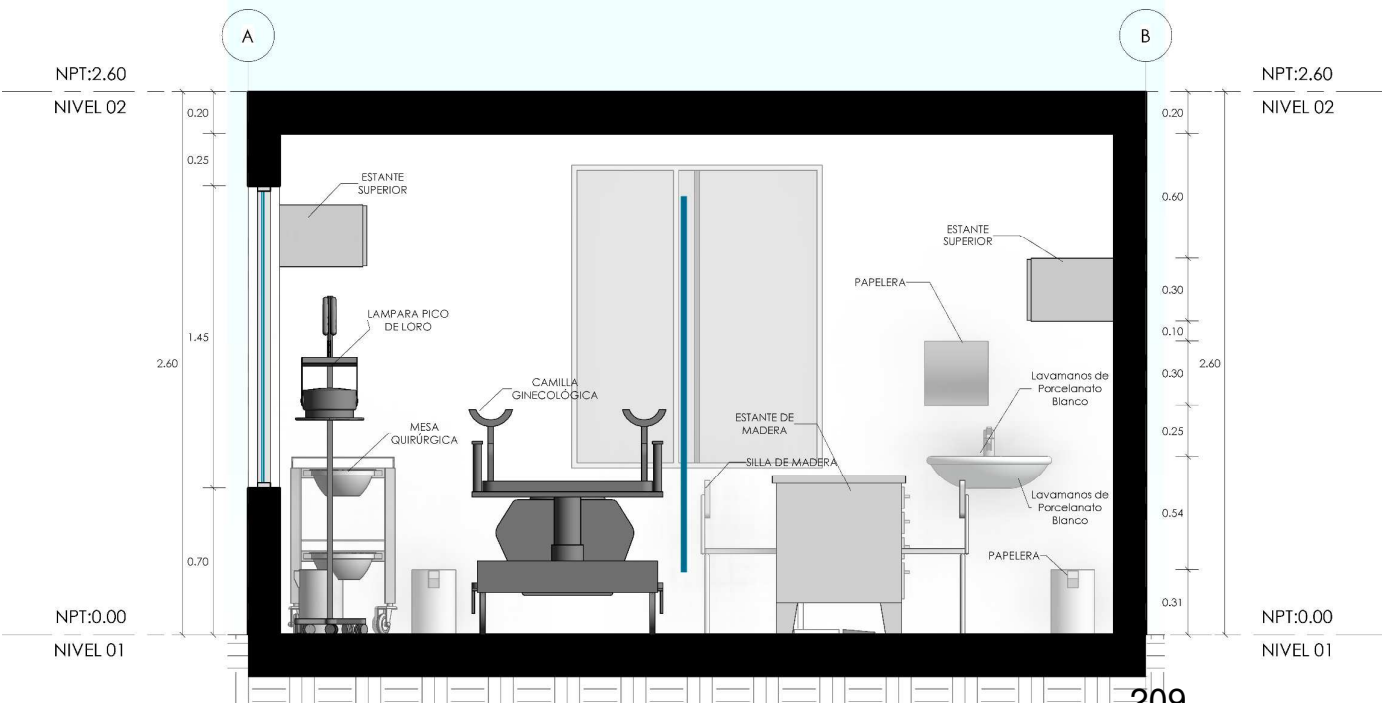 A
B
NPT:2.60
NPT:2.60
NIVEL 02
NIVEL 02
0.20
0.20
0.25
ESTANTE
SUPERIOR
0.60
ESTANTE
SUPERIOR
PAPELERA
0.30
LAMPARA PICO
DE LORO
0.10
1.45
2.60
0.30
2.60
CAMILLA
GINECOLÓGICA
Lavamanos de
Porcelanato
Blanco
ESTANTE DE
MADERA
MESA
QUIRÚRGICA
0.25
SILLA DE MADERA
Lavamanos de
Porcelanato
Blanco
0.54
0.70
PAPELERA
0.31
NPT:0.00
NPT:0.00
NIVEL 01
NIVEL 01
209